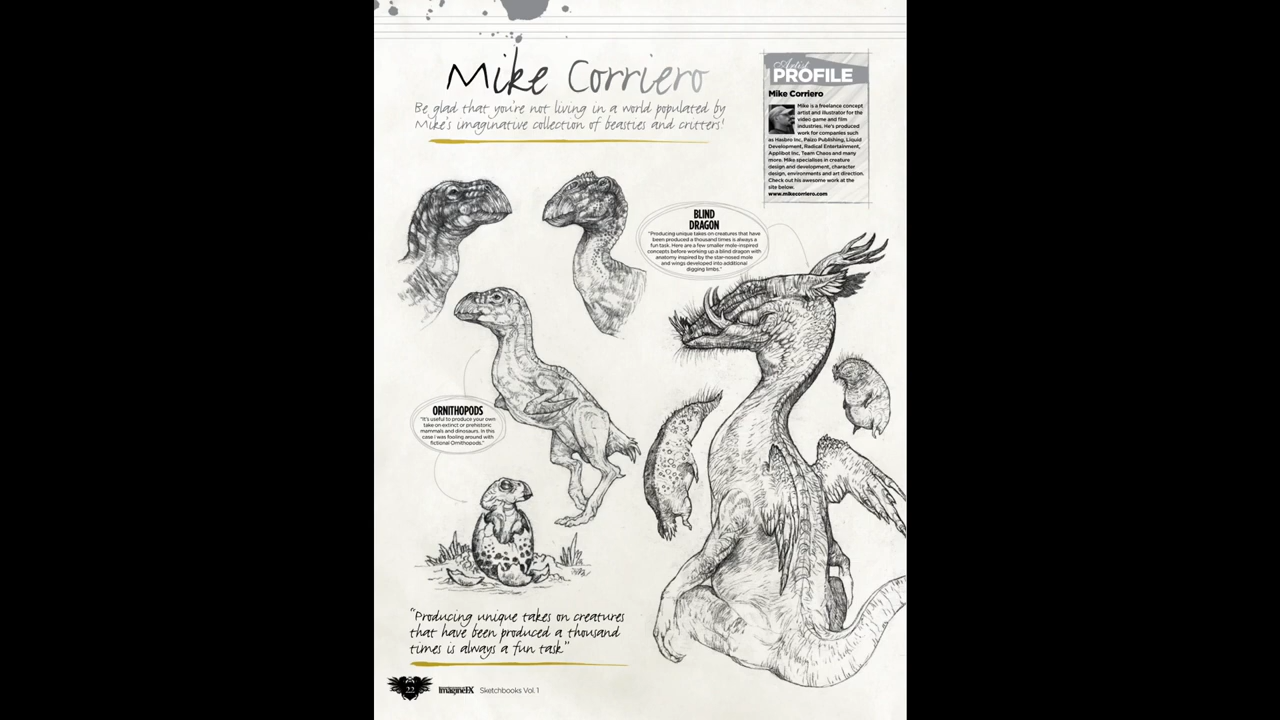 Mike Corriero
Be glad that you're not living in a world populated by
Mike's imaginative collection of beasties and critters!
Artist
PROFILE
Mike Corriero
Mike is a freelance concept
artist and illustrator for the
video game and film
industries. He's produced
work for companies such
as Hasbro Inc, Paizo Publishing, Liquid
Development, Radical Entertainment,
Applibot Inc, Team Chaos and many
more. Mike specialises in creature
design and development, character
design, environments and art direction.
Check out his awesome work at the
site below.
www.mikecorriero.com
BLIND
DRAGON
"Producing unique takes on creatures that have
been produced a thousand times is always a
fun task. Here are a few smaller mole-inspired
concepts before working up a blind dragon with
anatomy inspired by the star-nosed mole
and wings developed into additional
digging limbs."
ORNITHOPODS
"It's useful to produce your own
take on extinct or prehistoric
mammals and dinosaurs. In this
case I was fooling around with
fictional Ornithopods."
"Producing unique takes on creatures
that have been produced a thousand
times is always a fun task"
22
ImagineFX Sketchbooks Vol. 1